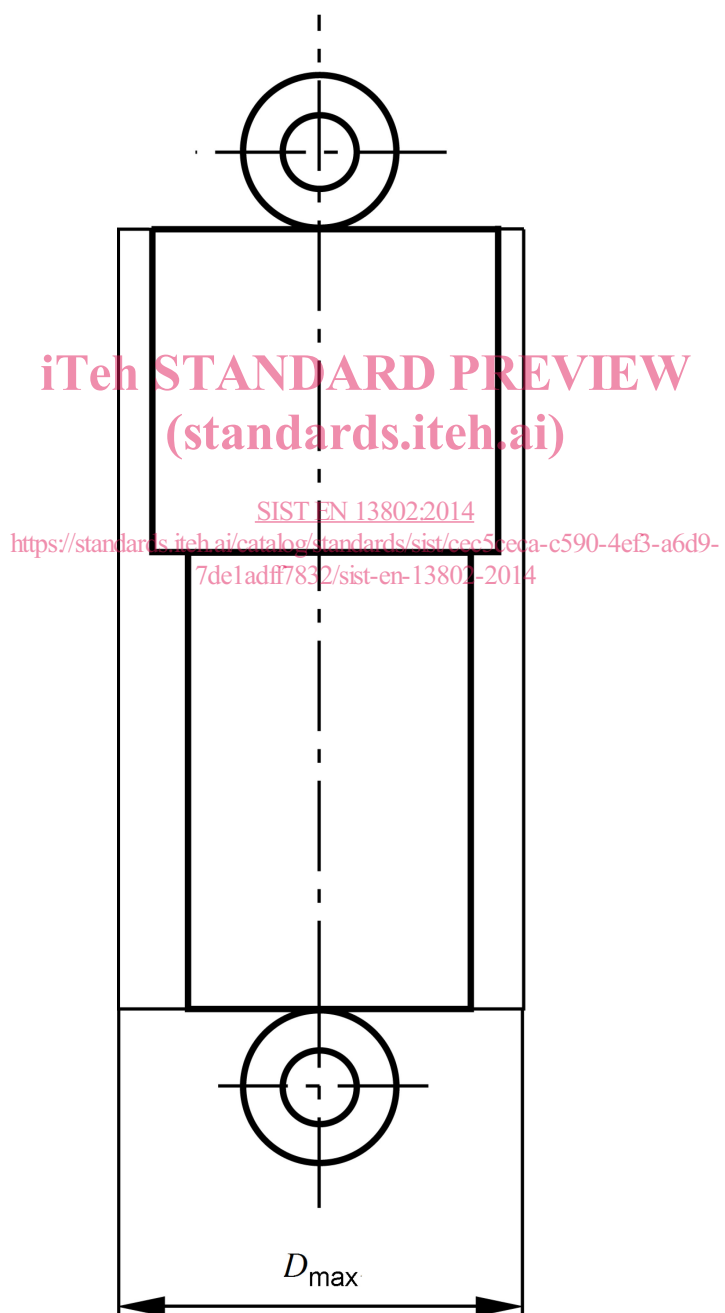 iTeh STANDARD PREVIEW
(standards.iteh.ai)
SIST EN 13802:2014
https://standards.iteh.ai/catalog/standards/sist/cec5ceca-c590-4ef3-a6d9-
7de1adff7832/sist-en-13802-2014
Dmax